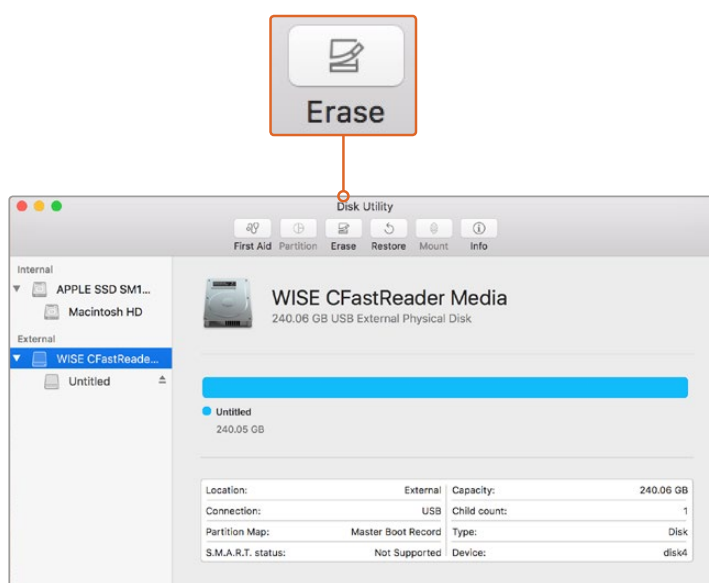 Erase
Disk Utility
First Aid Partition Erase Restore Mount Info
Internal
APPLE SSD SM1...
Macintosh HD
External
WISE CFastReade...
Untitled
WISE CFastReader Media
240.06 GB USB External Physical Disk
Untitled
240.05 GB
Location: External Capacity: 240.06 GB
Connection: USB Child count: 1
Partition Map: Master Boot Record Type: Disk
S.M.A.R.T. status: Not Supported Device: disk4